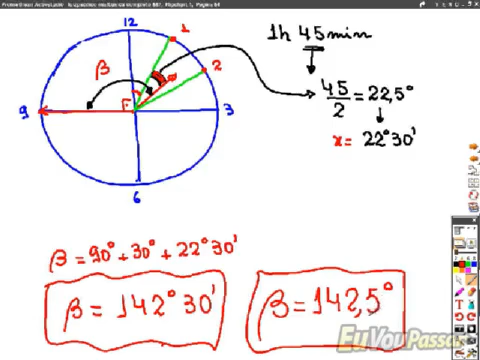 12
1
1h 45min
β
2
45/2 = 22,5°
F
9
3
x= 22°30'
6
β = 90° + 30° + 22°30'
β = 142°30'
β = 142,5°
EuVouPassar